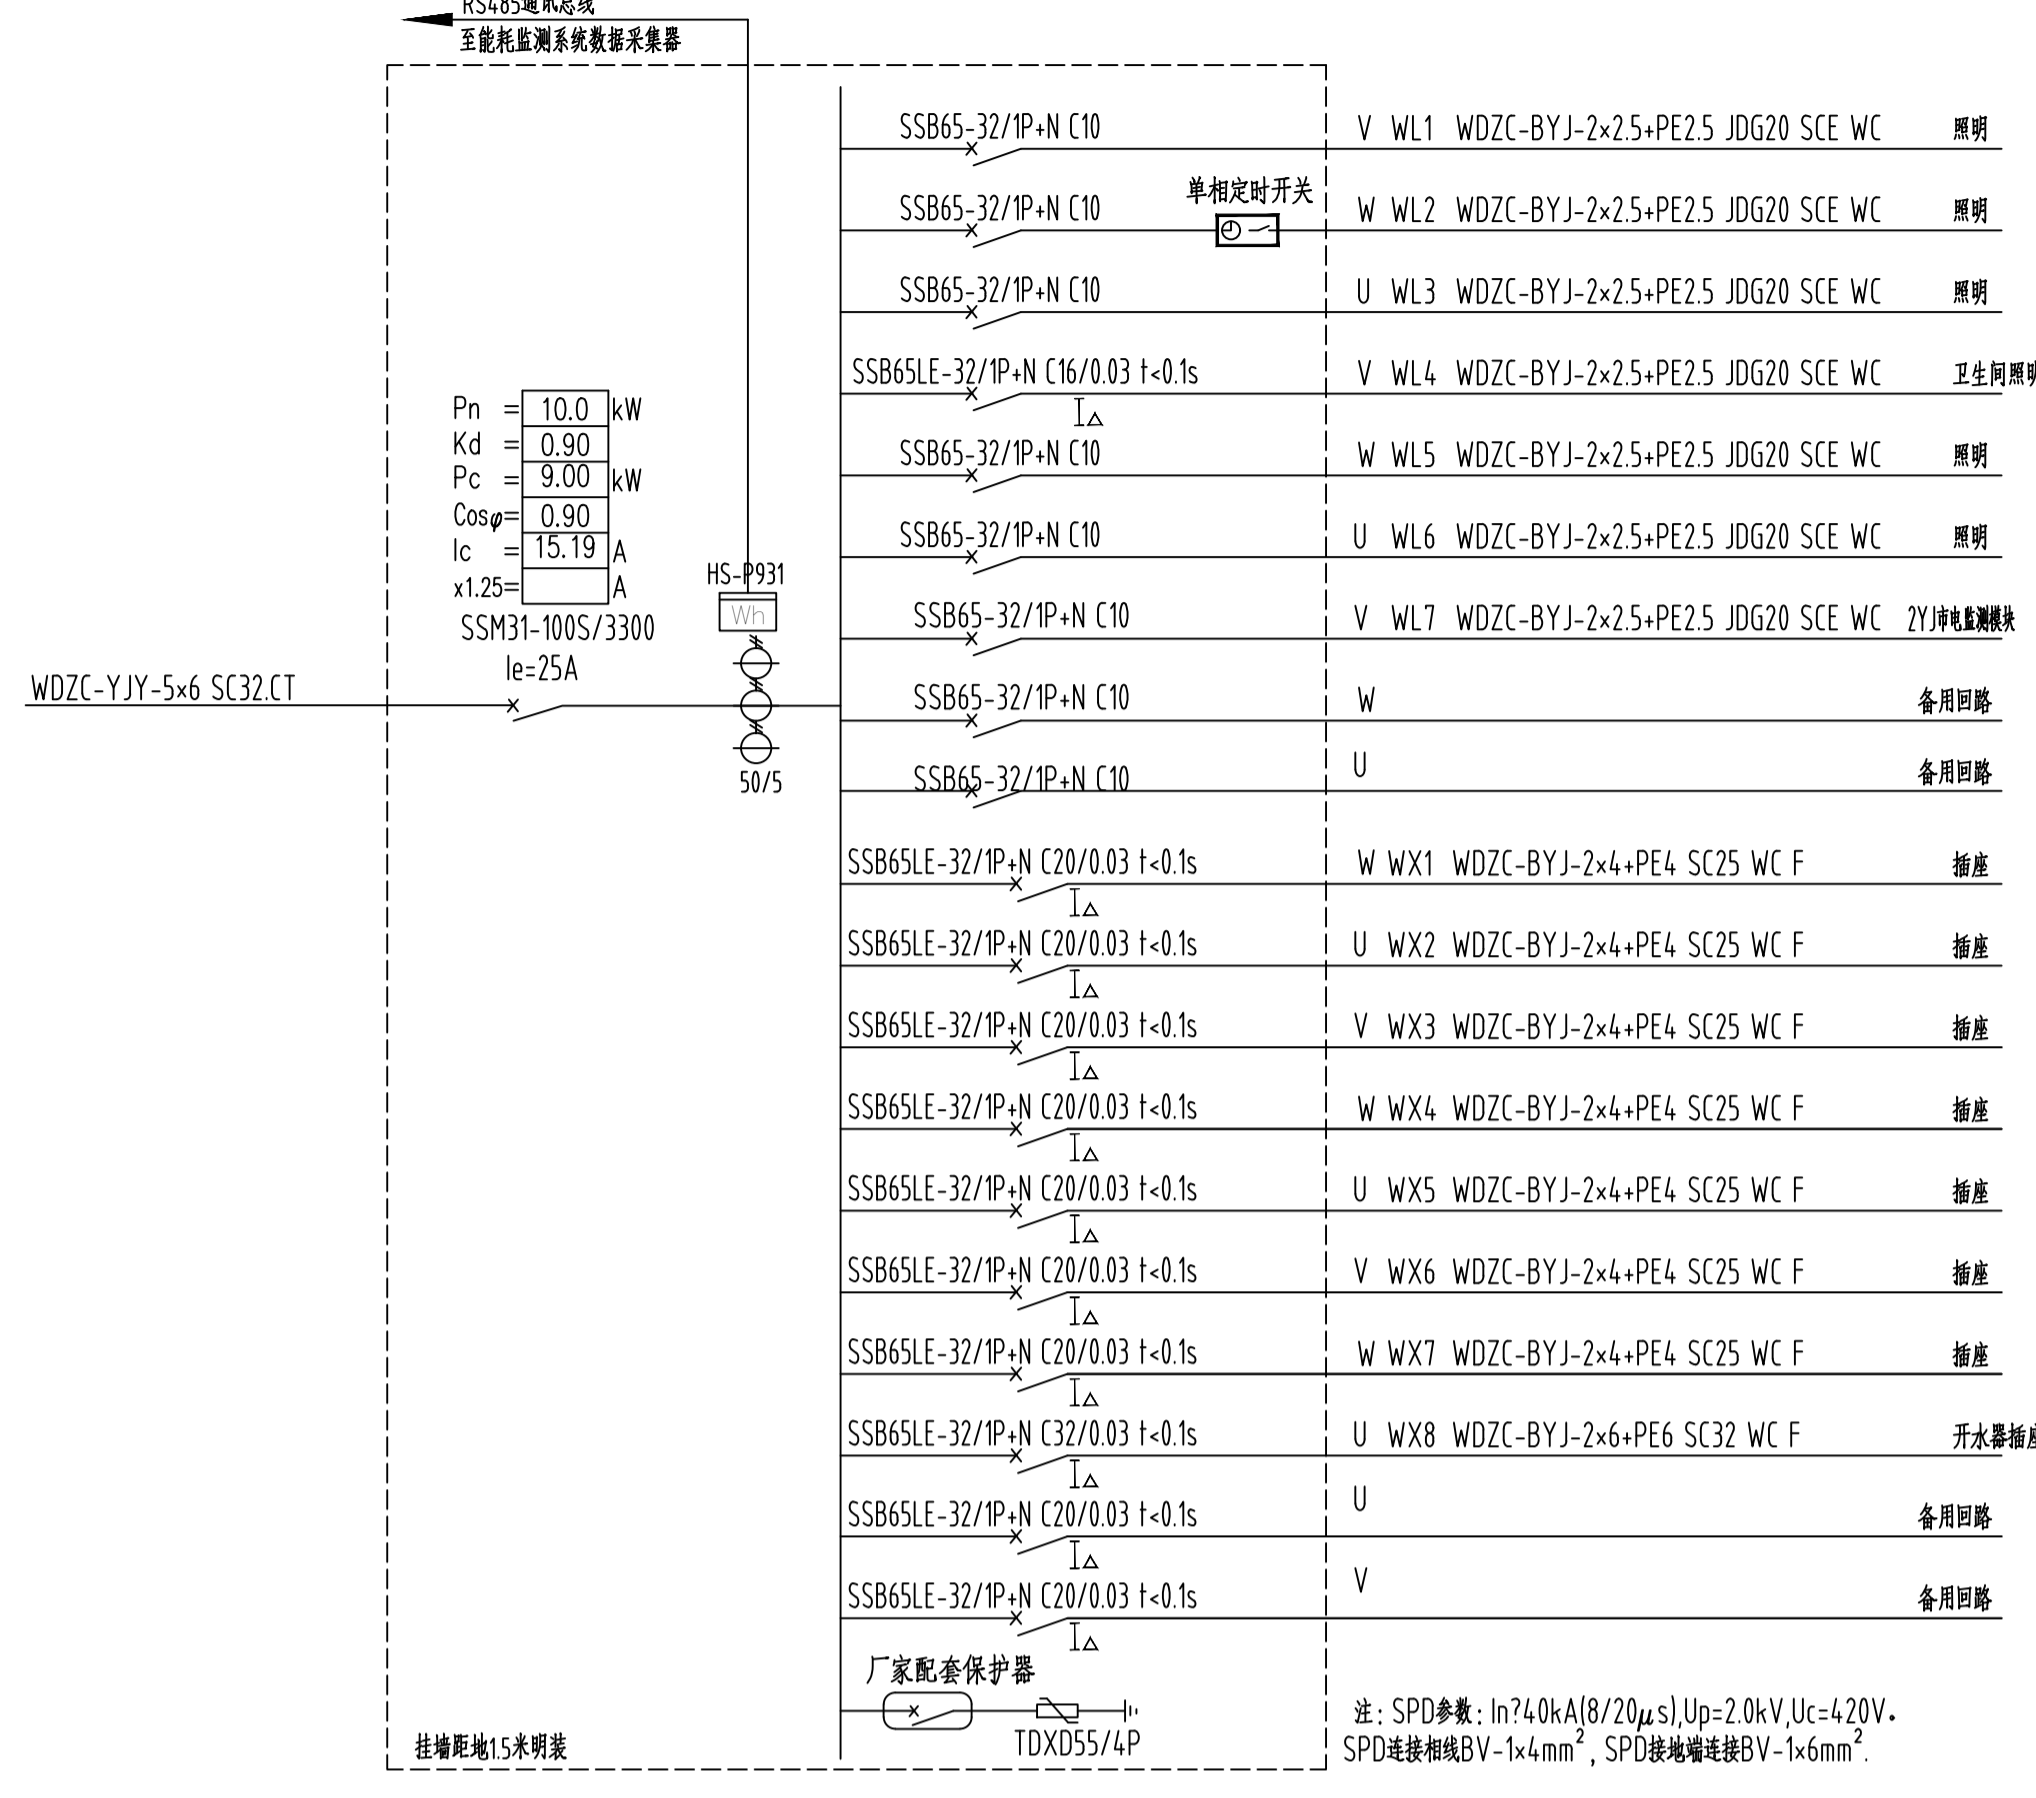 RS485通讯总线
至能耗监测系统数据采集器
SSB65-32/1P+N C10 V WL1 WDZC-BYJ-2×2.5+PE2.5 JDG20 SCE WC 照明
单相定时开关
SSB65-32/1P+N C10 W WL2 WDZC-BYJ-2×2.5+PE2.5 JDG20 SCE WC 照明
SSB65-32/1P+N C10 U WL3 WDZC-BYJ-2×2.5+PE2.5 JDG20 SCE WC 照明
SSB65LE-32/1P+N C16/0.03 t<0.1s V WL4 WDZC-BYJ-2×2.5+PE2.5 JDG20 SCE WC 卫生间照明
I△
SSB65-32/1P+N C10 W WL5 WDZC-BYJ-2×2.5+PE2.5 JDG20 SCE WC 照明
SSB65-32/1P+N C10 U WL6 WDZC-BYJ-2×2.5+PE2.5 JDG20 SCE WC 照明
SSB65-32/1P+N C10 V WL7 WDZC-BYJ-2×2.5+PE2.5 JDG20 SCE WC 2YJ市电监测模块
SSB65-32/1P+N C10 W 备用回路
SSB65-32/1P+N C10 U 备用回路
Pn = 10.0 kW
Kd = 0.90
Pc = 9.00 kW
Cosφ= 0.90
Ic = 15.19 A
x1.25= A
SSM31-100S/3300
Ie=25A
WDZC-YJY-5×6 SC32.CT
HS-P931
Wh
50/5
SSB65LE-32/1P+N C20/0.03 t<0.1s W WX1 WDZC-BYJ-2×4+PE4 SC25 WC F 插座
I△
SSB65LE-32/1P+N C20/0.03 t<0.1s U WX2 WDZC-BYJ-2×4+PE4 SC25 WC F 插座
I△
SSB65LE-32/1P+N C20/0.03 t<0.1s V WX3 WDZC-BYJ-2×4+PE4 SC25 WC F 插座
I△
SSB65LE-32/1P+N C20/0.03 t<0.1s W WX4 WDZC-BYJ-2×4+PE4 SC25 WC F 插座
I△
SSB65LE-32/1P+N C20/0.03 t<0.1s U WX5 WDZC-BYJ-2×4+PE4 SC25 WC F 插座
I△
SSB65LE-32/1P+N C20/0.03 t<0.1s V WX6 WDZC-BYJ-2×4+PE4 SC25 WC F 插座
I△
SSB65LE-32/1P+N C20/0.03 t<0.1s W WX7 WDZC-BYJ-2×4+PE4 SC25 WC F 插座
I△
SSB65LE-32/1P+N C32/0.03 t<0.1s U WX8 WDZC-BYJ-2×6+PE6 SC32 WC F 开水器插座
I△
SSB65LE-32/1P+N C20/0.03 t<0.1s U 备用回路
I△
SSB65LE-32/1P+N C20/0.03 t<0.1s V 备用回路
I△
厂家配套保护器
TDXD55/4P
挂墙距地1.5米明装
注: SPD参数: In?40kA(8/20μs),Up=2.0kV,Uc=420V.
SPD连接相线BV-1×4mm², SPD接地端连接BV-1×6mm².